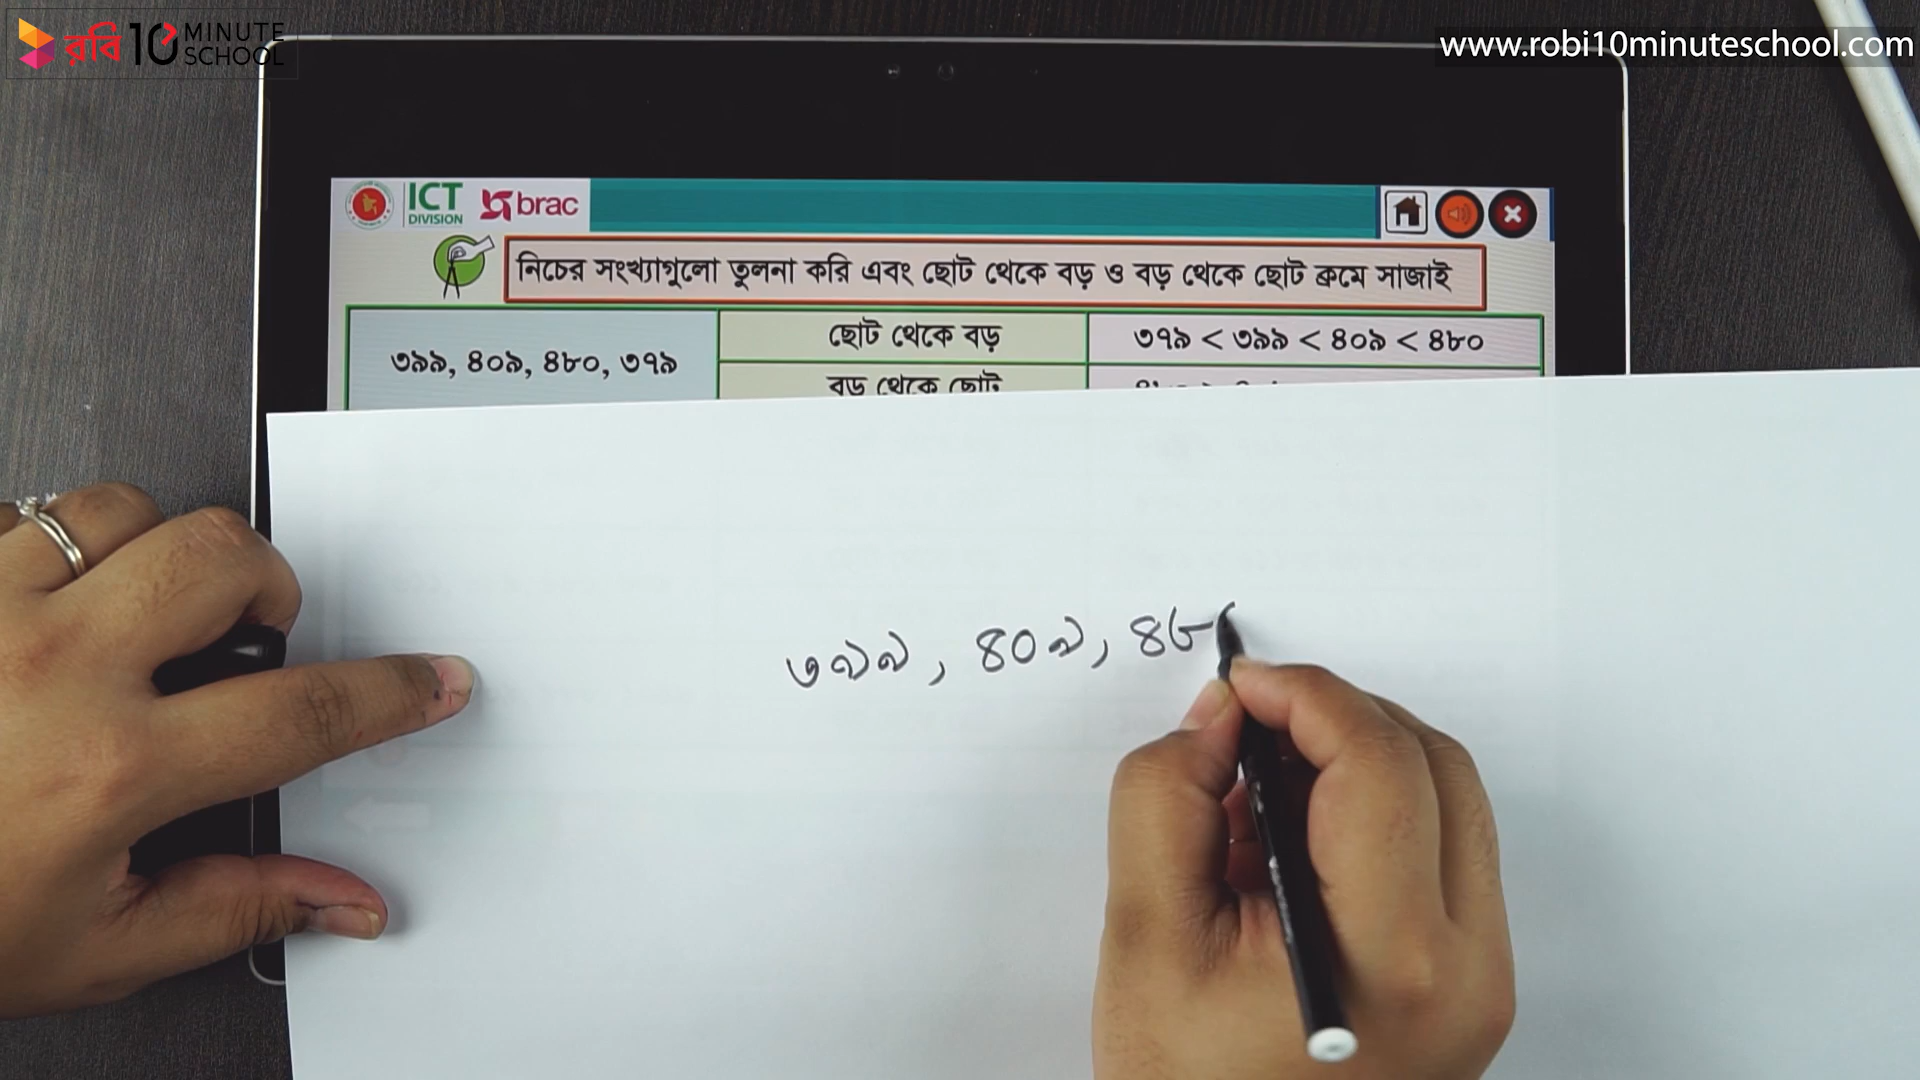 রবি 10 MINUTE SCHOOL
www.robi10minuteschool.com
ICT DIVISION brac
নিচের সংখ্যাগুলো তুলনা করি এবং ছোট থেকে বড় ও বড় থেকে ছোট ক্রমে সাজাই
৩৯৯, ৪০৯, ৪৮০, ৩৭৯
ছোট থেকে বড়
৩৭৯ < ৩৯৯ < ৪০৯ < ৪৮০
বড় থেকে ছোট
৩৯৯, ৪০৯, ৪৮